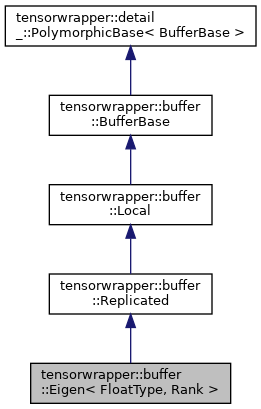 tensorwrapper::detail
_::PolymorphicBase< BufferBase >
tensorwrapper::buffer
::BufferBase
tensorwrapper::buffer
::Local
tensorwrapper::buffer
::Replicated
tensorwrapper::buffer
::Eigen< FloatType, Rank >